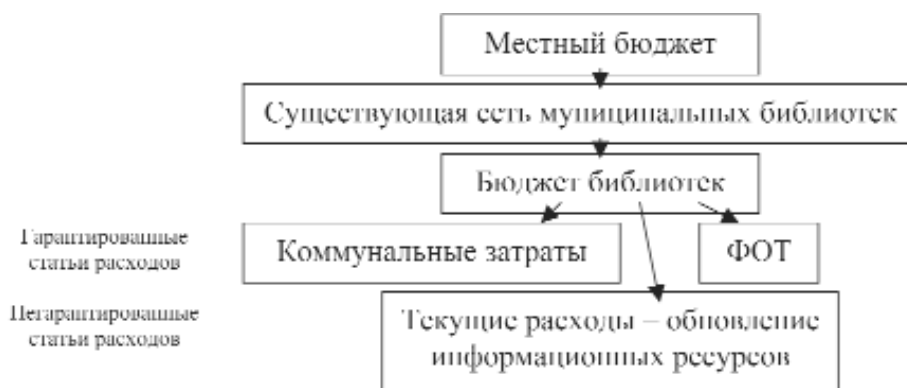 Местный бюджет
Существующая сеть муниципальных библиотек
Бюджет библиотек
Гарантированные
статьи расходов
Коммунальные затраты
ФОТ
Негарантированные
статьи расходов
Текущие расходы – обновление
информационных ресурсов